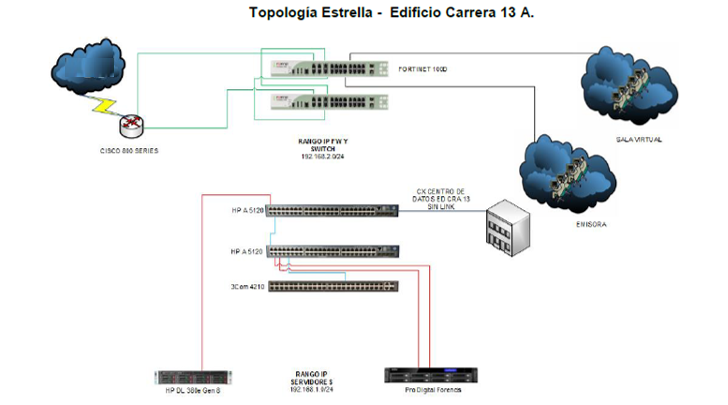 Topología Estrella - Edificio Carrera 13 A.
FORTINET 100D
CISCO 800 SERIES
RANGO IP FW Y
SWITCH
192.168.2.0/24
SALA VIRTUAL
CX CENTRO DE
DATOS ED CRA 13
SIN LINK
HP A 5120
EMISORA
HP A 5120
3Com 4210
RANGO IP
SERVIDORES
192.168.1.0/24
HP DL 380e Gen 8
Pro Digital Forencis